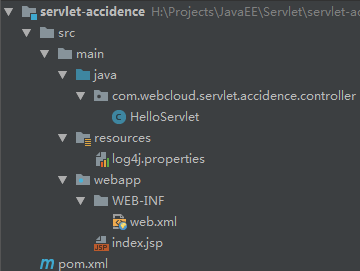 servlet-accidence H:\Projects\JavaEE\Servlet\servlet-a
src
main
java
com.webcloud.servlet.accidence.controller
HelloServlet
resources
log4j.properties
webapp
WEB-INF
web.xml
index.jsp
pom.xml